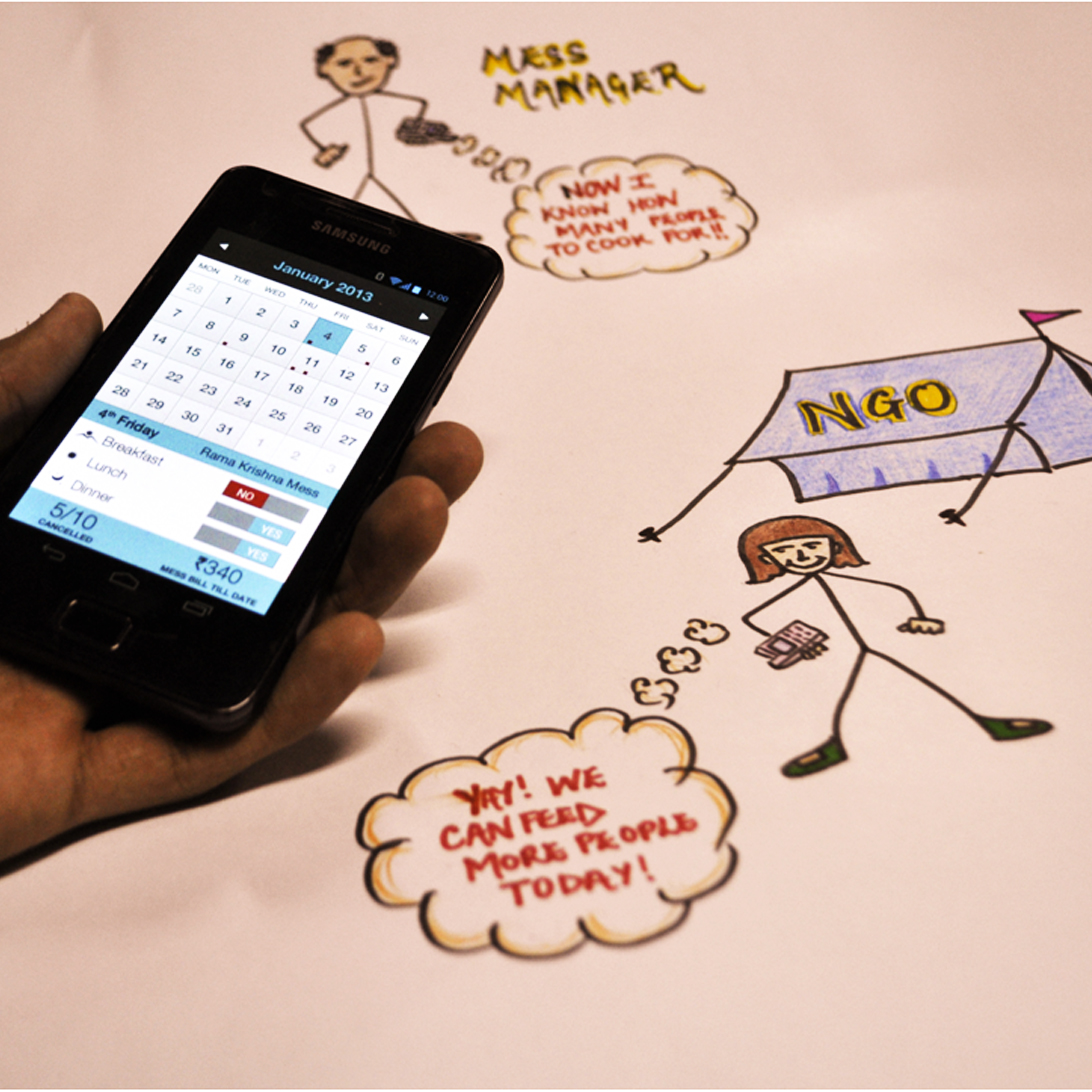 MESS
MANAGER
NOW I
KNOW HOW
MANY PEOPLE
TO COOK FOR!!
SAMSUNG
12:00
January 2013
MON TUE WED THU FRI SAT SUN
28 1 2 3 4 5 6
7 8 9 10 11 12 13
14 15 16 17 18 19 20
21 22 23 24 25 26 27
28 29 30 31 1 2 3
4th Friday Rama Krishna Mess
Breakfast NO
Lunch YES
Dinner YES
5/10 ₹340
CANCELLED MESS BILL TILL DATE
NGO
YAY! WE
CAN FEED
MORE PEOPLE
TODAY!